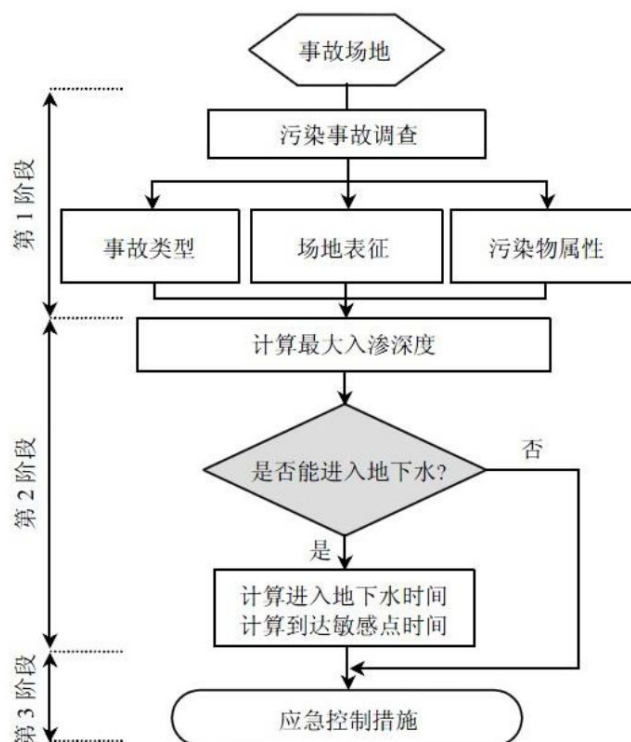 事故场地
第1阶段
污染事故调查
事故类型
场地表征
污染物属性
第2阶段
计算最大入渗深度
是否能进入地下水?
否
是
计算进入地下水时间
计算到达敏感点时间
第3阶段
应急控制措施